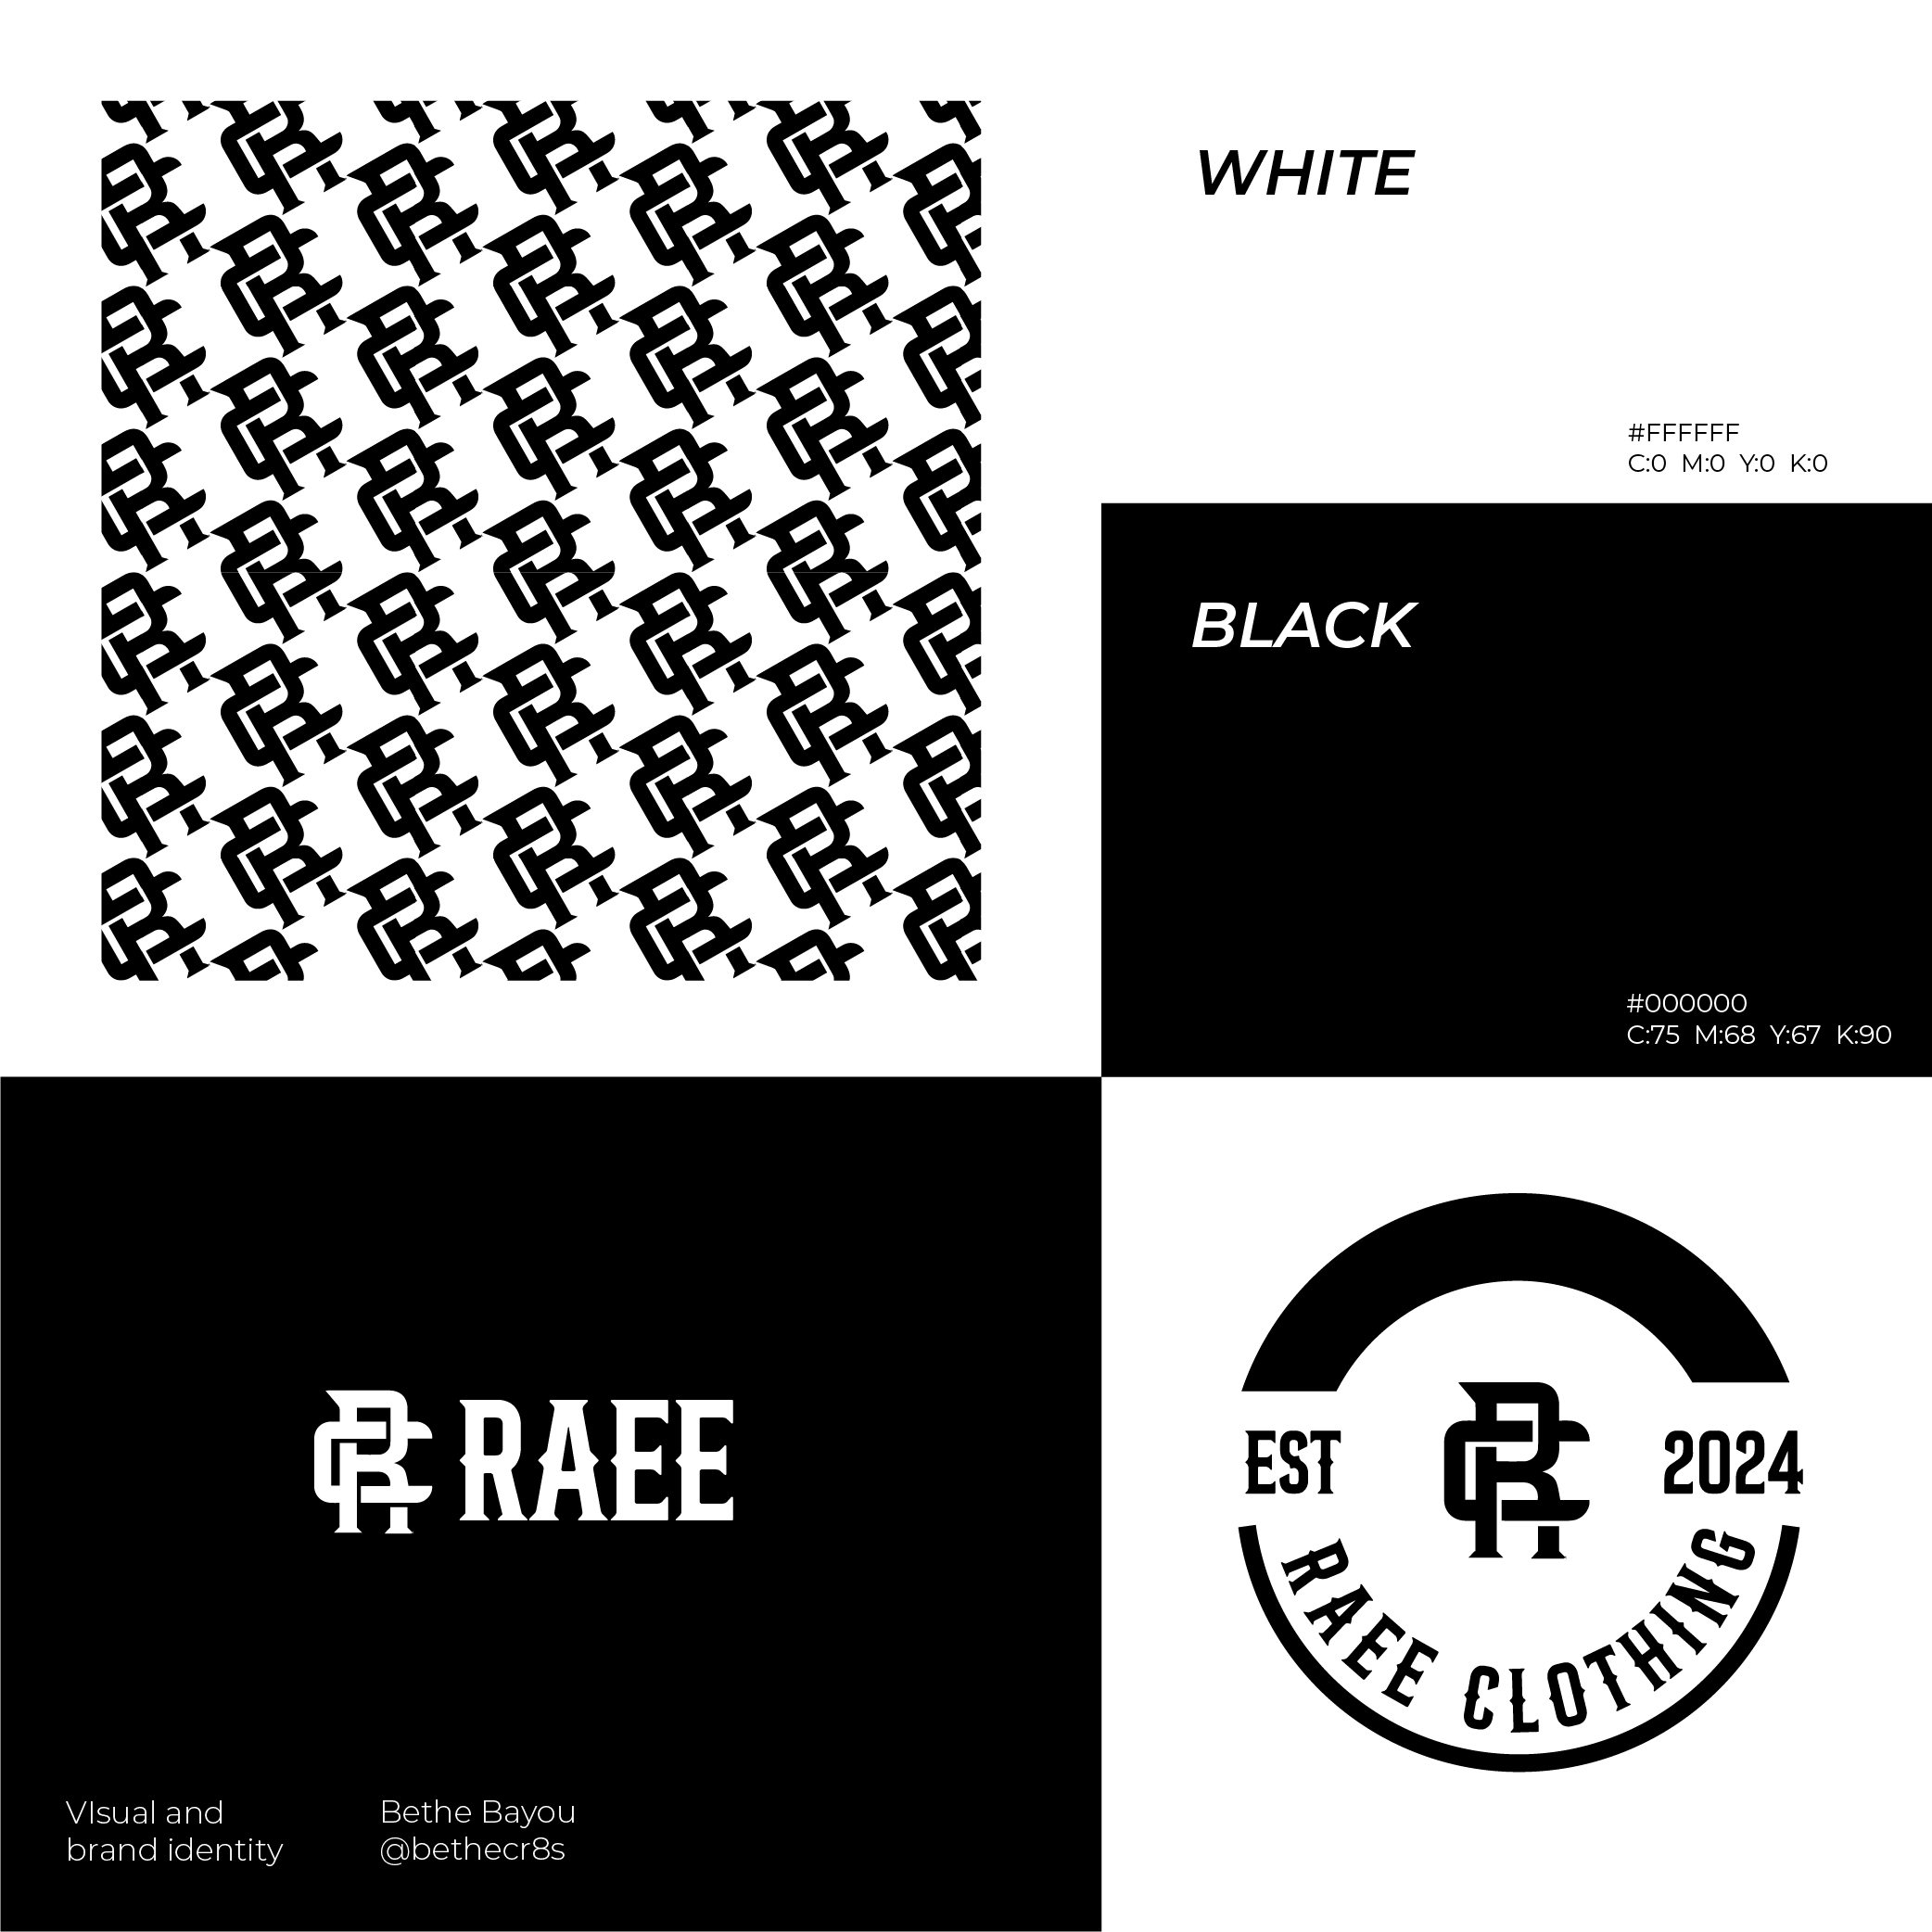 WHITE
#FFFFFF
C:0 M:0 Y:0 K:0
BLACK
#000000
C:75 M:68 Y:67 K:90
RAEE
EST
2024
RAEE CLOTHING
VIsual and
brand identity
Bethe Bayou
@bethecr8s